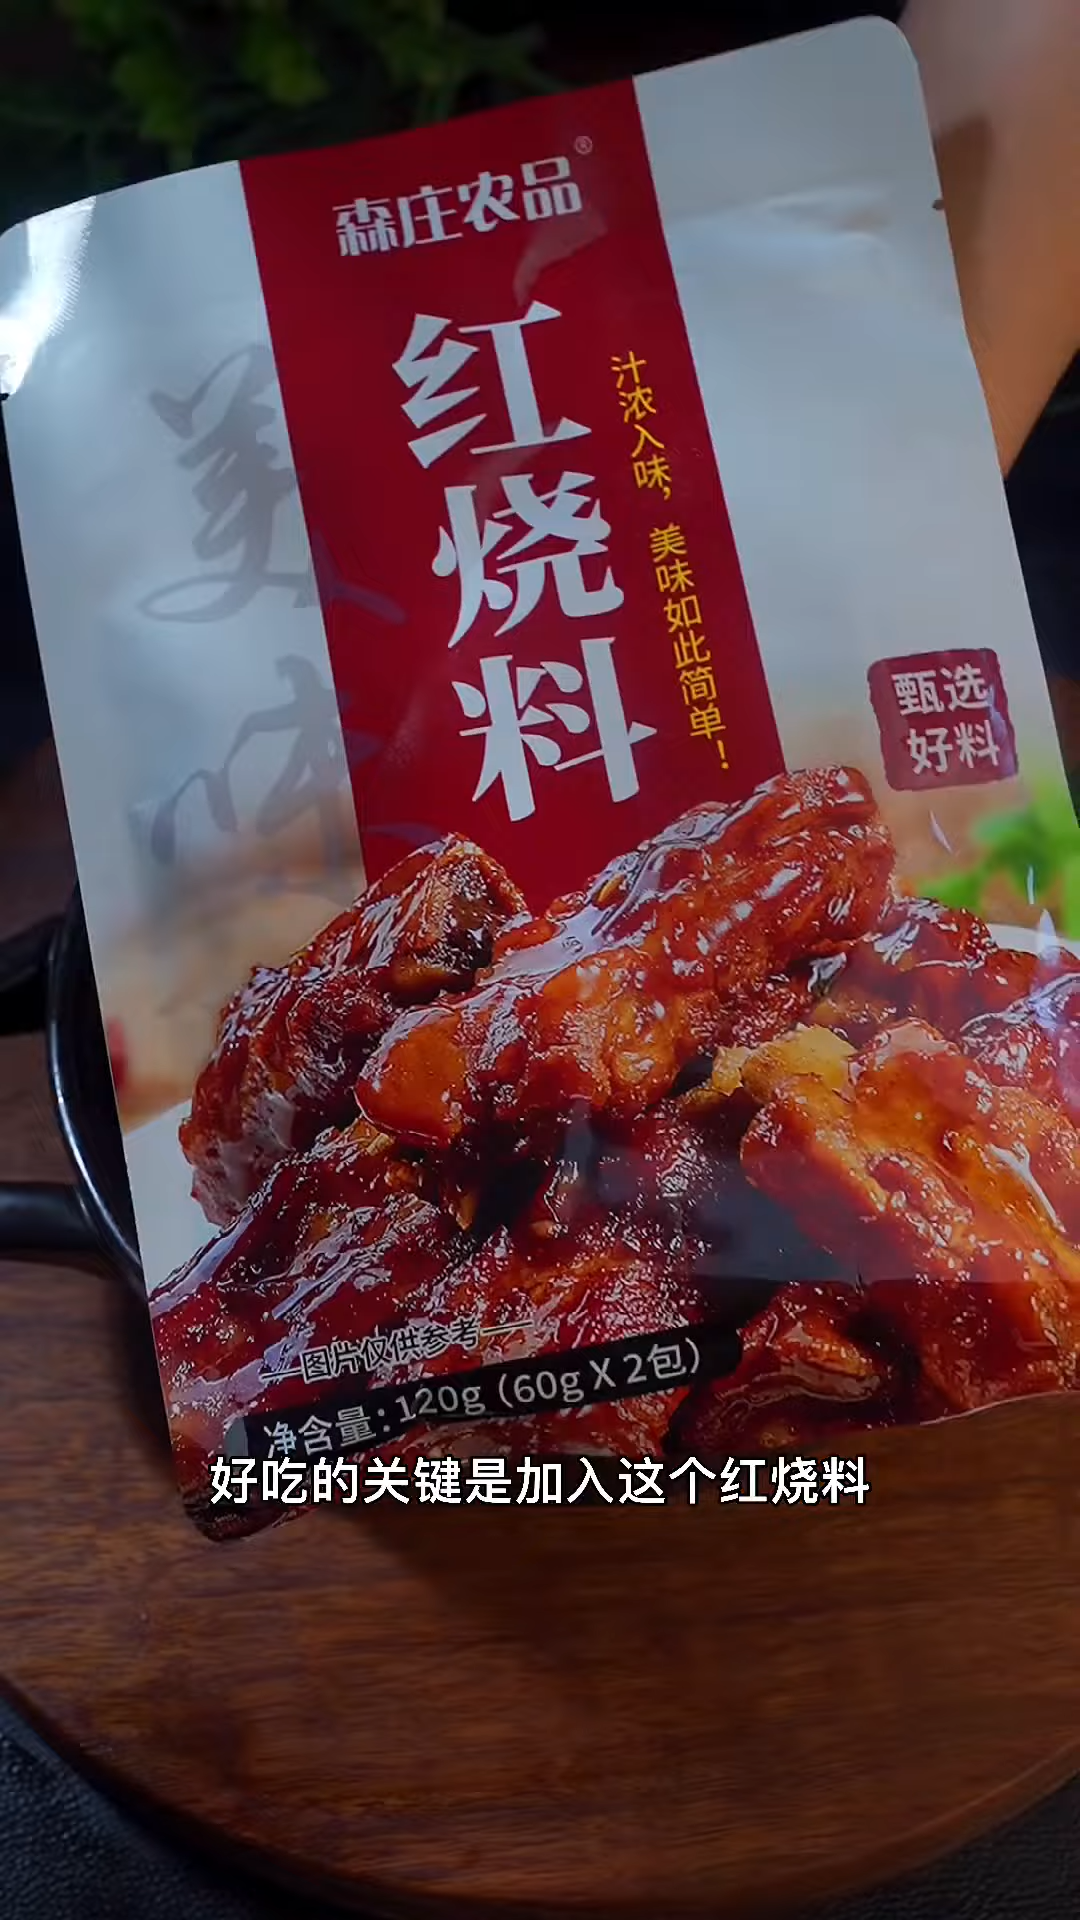 森庄农品®
红烧料
汁浓入味，美味如此简单！
美味
甄选
好料
图片仅供参考
净含量：120g（60g X 2包）
好吃的关键是加入这个红烧料